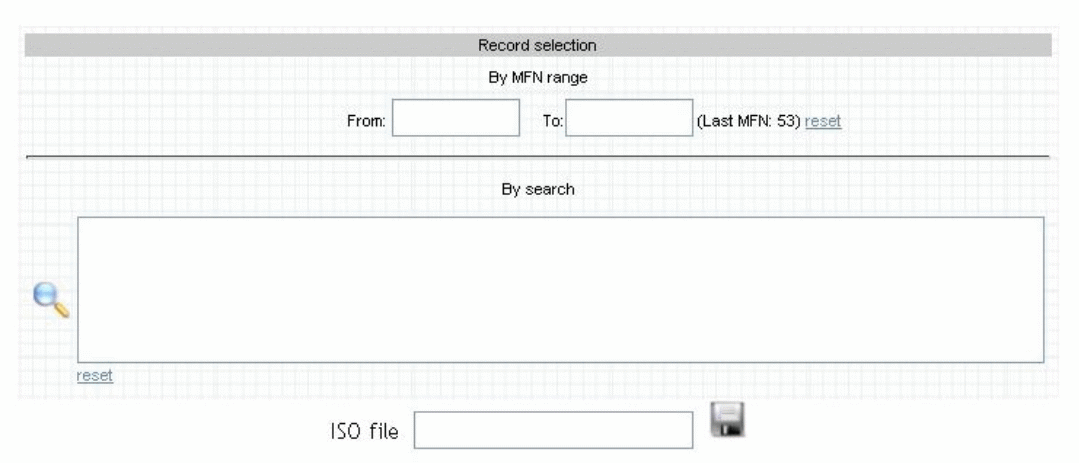 Record selection
By MFN range
From: To: (Last MFN: 53) reset
By search
reset
ISO file